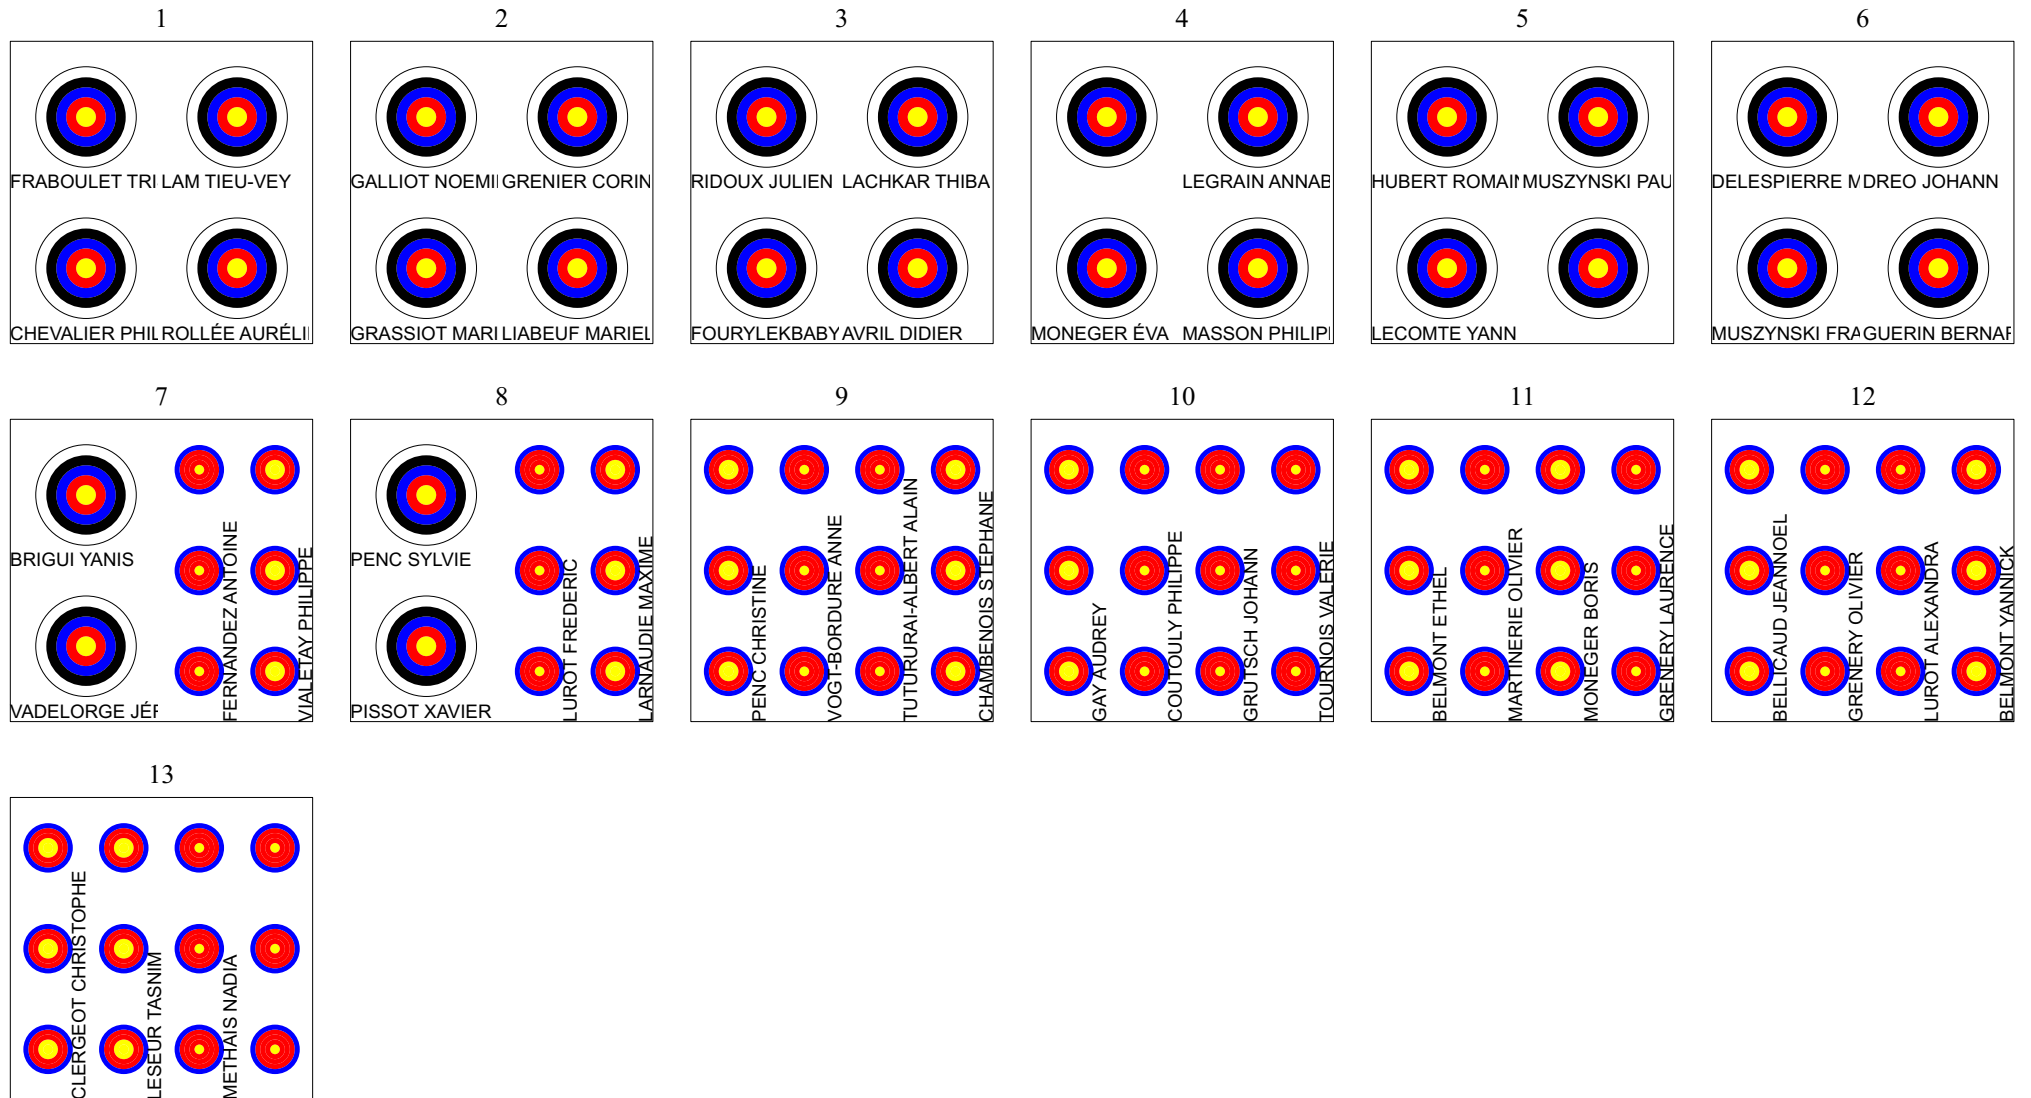 1 2 3 4 5 6
FRABOULET TRI LAM TIEU-VEY
CHEVALIER PHIL ROLLÉE AURÉLI
GALLIOT NOEMI GRENIER CORIN
GRASSIOT MARI LIABEUF MARIEL
RIDOUX JULIEN LACHKAR THIBA
FOURYLEKBABY AVRIL DIDIER
LEGRAIN ANNAB
MONEGER ÉVA MASSON PHILIPP
HUBERT ROMAIN MUSZYNSKI PAU
LECOMTE YANN
DELESPIERRE M DREO JOHANN
MUSZYNSKI FRA GUERIN BERNAR
7 8 9 10 11 12
BRIGUI YANIS
VADELORGE JÉR
FERNANDEZ ANTOINE
VIALETAY PHILIPPE
PENC SYLVIE
PISSOT XAVIER
LUROT FREDERIC
LARNAUDIE MAXIME
PENC CHRISTINE
VOGT-BORDURE ANNE
TUTURURAI-ALBERT ALAIN
CHAMBENOIS STEPHANE
GAY AUDREY
COUTOULY PHILIPPE
GRUTSCH JOHANN
TOURNOIS VALERIE
BELMONT ETHEL
MARTINERIE OLIVIER
MONEGER BORIS
GRENERY LAURENCE
BELLICAUD JEANNOEL
GRENERY OLIVIER
LUROT ALEXANDRA
BELMONT YANNICK
13
CLERGEOT CHRISTOPHE
LESEUR TASNIM
METHAIS NADIA